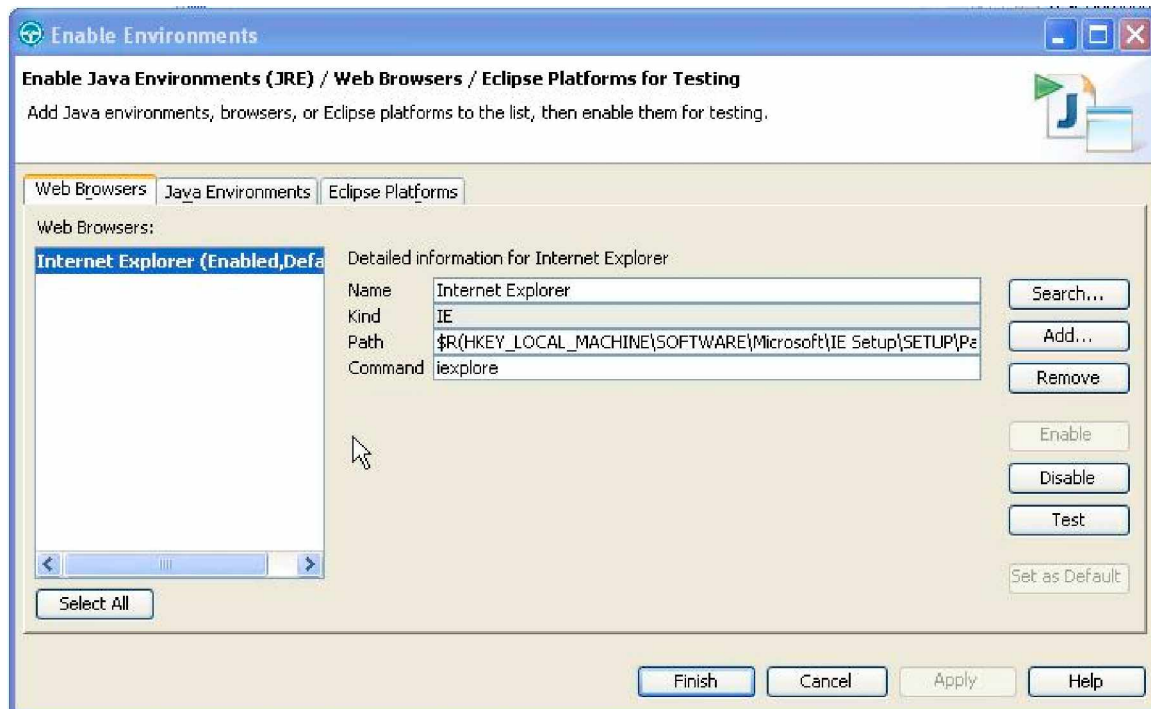 Enable Environments
Enable Java Environments (JRE) / Web Browsers / Eclipse Platforms for Testing
Add Java environments, browsers, or Eclipse platforms to the list, then enable them for testing.
Web Browsers Java Environments Eclipse Platforms
Web Browsers:
Internet Explorer (Enabled,Defa
Detailed information for Internet Explorer
Name Internet Explorer
Kind IE
Path $R(HKEY_LOCAL_MACHINE\SOFTWARE\Microsoft\IE Setup\SETUP\Pa
Command iexplore
Search...
Add...
Remove
Enable
Disable
Test
Set as Default
Select All
Finish Cancel Apply Help